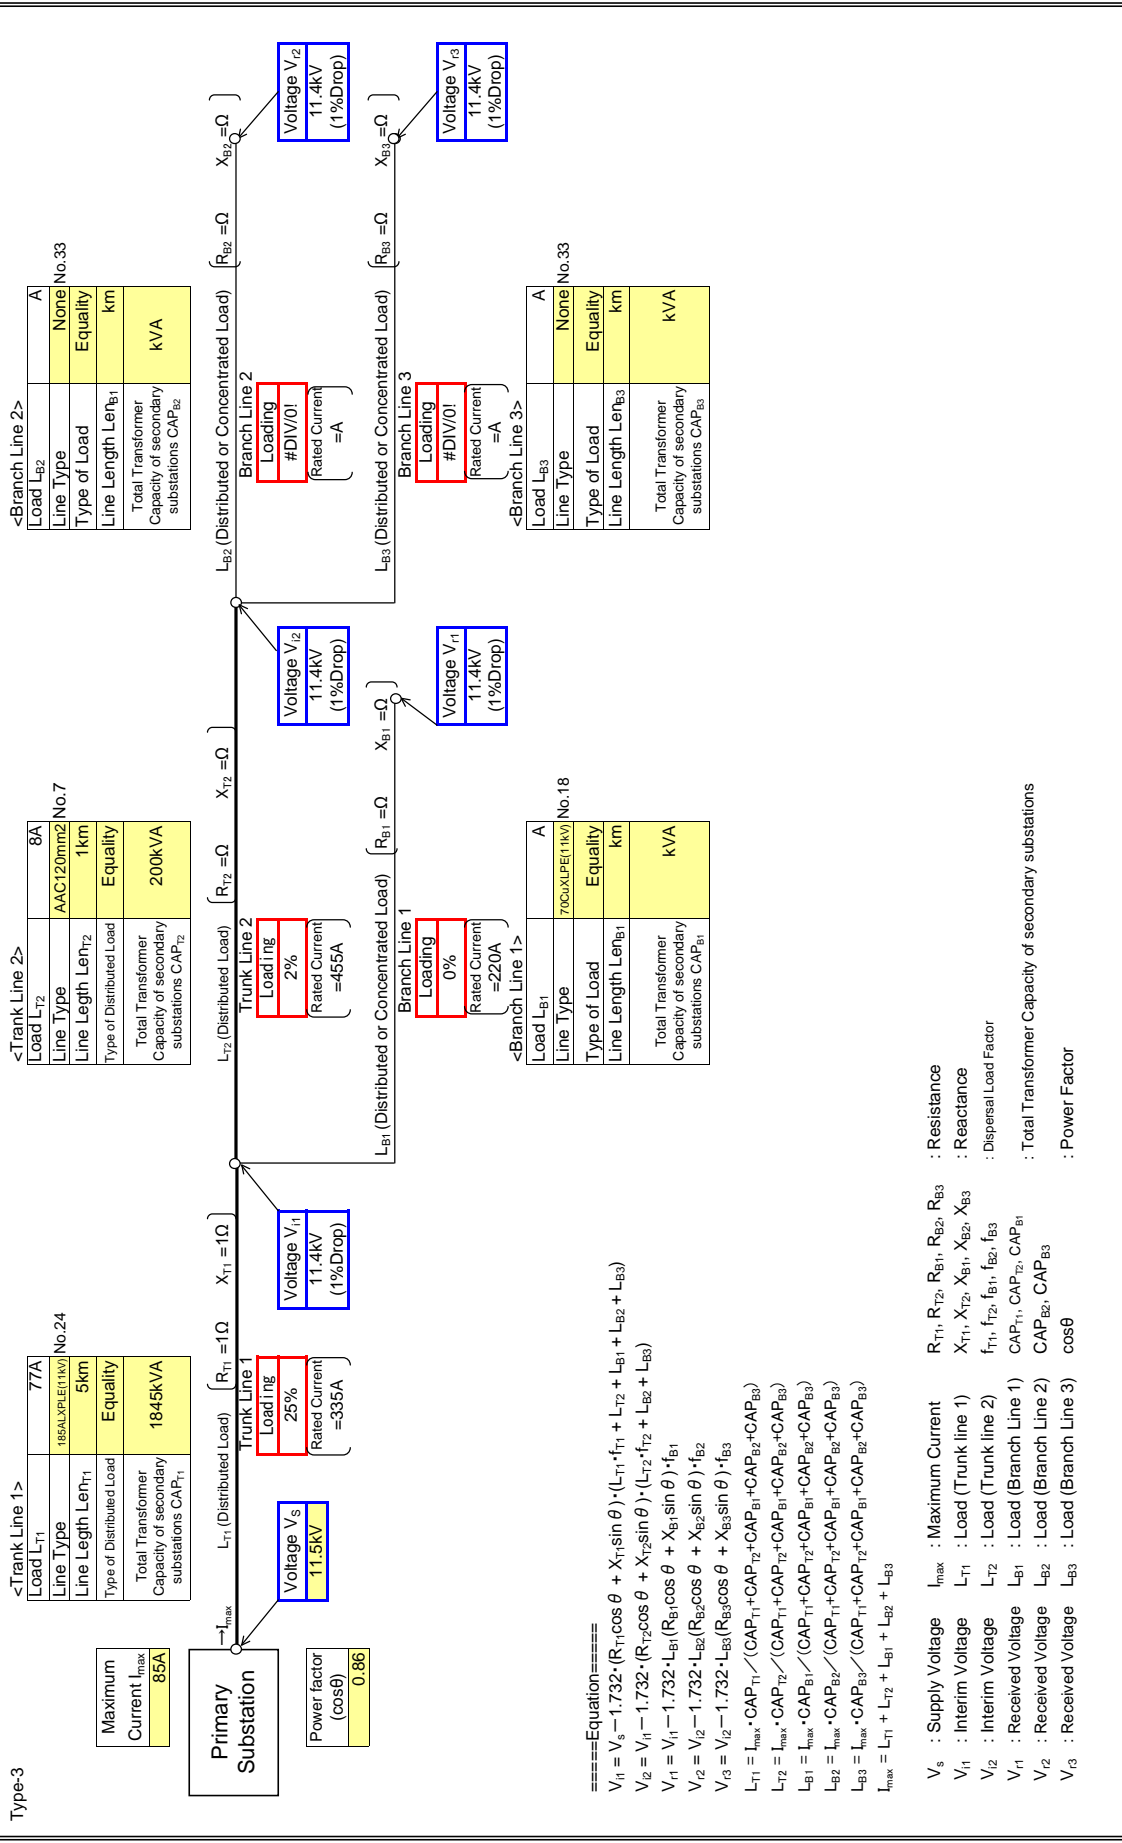 Type-3
Maximum
Current Imax
85A
Primary
Substation
Power factor
(cosθ)
0.86
→Imax
Voltage Vs
11.5kV
<Trank Line 1>
Load LT1 77A
Line Type 185ALXPLE(11kV) No.24
Line Legth LenT1 5km
Type of Distributed Load Equality
Total Transformer
Capacity of secondary
substations CAPT1
1845kVA
LT1 (Distributed Load) RT1 =1Ω XT1 =1Ω
Trunk Line 1
Loading
25%
Rated Current
=335A
Voltage Vi1
11.4kV
(1%Drop)
<Trank Line 2>
Load LT2 8A
Line Type AAC120mm2 No.7
Line Legth LenT2 1km
Type of Distributed Load Equality
Total Transformer
Capacity of secondary
substations CAPT2
200kVA
LT2 (Distributed Load) RT2 =Ω XT2 =Ω
Trunk Line 2
Loading
2%
Rated Current
=455A
Voltage Vi2
11.4kV
(1%Drop)
LB1 (Distributed or Concentrated Load) RB1 =Ω XB1 =Ω
Branch Line 1
Loading
0%
Rated Current
=220A
Voltage Vr1
11.4kV
(1%Drop)
<Branch Line 1>
Load LB1 A
Line Type 70CuXLPE(11kV) No.18
Type of Load Equality
Line Length LenB1 km
Total Transformer
Capacity of secondary
substations CAPB1
kVA
<Branch Line 2>
Load LB2 A
Line Type None No.33
Type of Load Equality
Line Length LenB1 km
Total Transformer
Capacity of secondary
substations CAPB2
kVA
LB2 (Distributed or Concentrated Load) RB2 =Ω XB2 =Ω
Branch Line 2
Loading
#DIV/0!
Rated Current
=A
Voltage Vr2
11.4kV
(1%Drop)
LB3 (Distributed or Concentrated Load) RB3 =Ω XB3 =Ω
Branch Line 3
Loading
#DIV/0!
Rated Current
=A
Voltage Vr3
11.4kV
(1%Drop)
<Branch Line 3>
Load LB3 A
Line Type None No.33
Type of Load Equality
Line Length LenB3 km
Total Transformer
Capacity of secondary
substations CAPB3
kVA
=====Equation=====
Vi1 = Vs－1.732・(RT1cos θ + XT1sin θ)・(LT1・fT1 + LT2 + LB1 + LB2 + LB3)
Vi2 = Vi1－1.732・(RT2cos θ + XT2sin θ)・(LT2・fT2 + LB2 + LB3)
Vr1 = Vi1－1.732・LB1(RB1cos θ + XB1sin θ)・fB1
Vr2 = Vi2－1.732・LB2(RB2cos θ + XB2sin θ)・fB2
Vr3 = Vi2－1.732・LB3(RB3cos θ + XB3sin θ)・fB3
LT1 = Imax・CAPT1／(CAPT1+CAPT2+CAPB1+CAPB2+CAPB3)
LT2 = Imax・CAPT2／(CAPT1+CAPT2+CAPB1+CAPB2+CAPB3)
LB1 = Imax・CAPB1／(CAPT1+CAPT2+CAPB1+CAPB2+CAPB3)
LB2 = Imax・CAPB2／(CAPT1+CAPT2+CAPB1+CAPB2+CAPB3)
LB3 = Imax・CAPB3／(CAPT1+CAPT2+CAPB1+CAPB2+CAPB3)
Imax = LT1 + LT2 + LB1 + LB2 + LB3
Vs : Supply Voltage Imax : Maximum Current RT1, RT2, RB1, RB2, RB3 : Resistance
Vi1 : Interim Voltage LT1 : Load (Trunk line 1) XT1, XT2, XB1, XB2, XB3 : Reactance
Vi2 : Interim Voltage LT2 : Load (Trunk line 2) fT1, fT2, fB1, fB2, fB3 : Dispersal Load Factor
Vr1 : Received Voltage LB1 : Load (Branch Line 1) CAPT1, CAPT2, CAPB1 : Total Transformer Capacity of secondary substations
Vr2 : Received Voltage LB2 : Load (Branch Line 2) CAPB2, CAPB3
Vr3 : Received Voltage LB3 : Load (Branch Line 3) cosθ : Power Factor